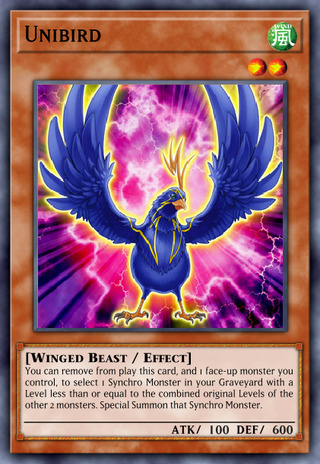 Unibird
WIND
風
[Winged Beast / Effect]
You can remove from play this card, and 1 face-up monster you
control, to select 1 Synchro Monster in your Graveyard with a
Level less than or equal to the combined original Levels of the
other 2 monsters. Special Summon that Synchro Monster.
ATK/ 100 DEF/ 600